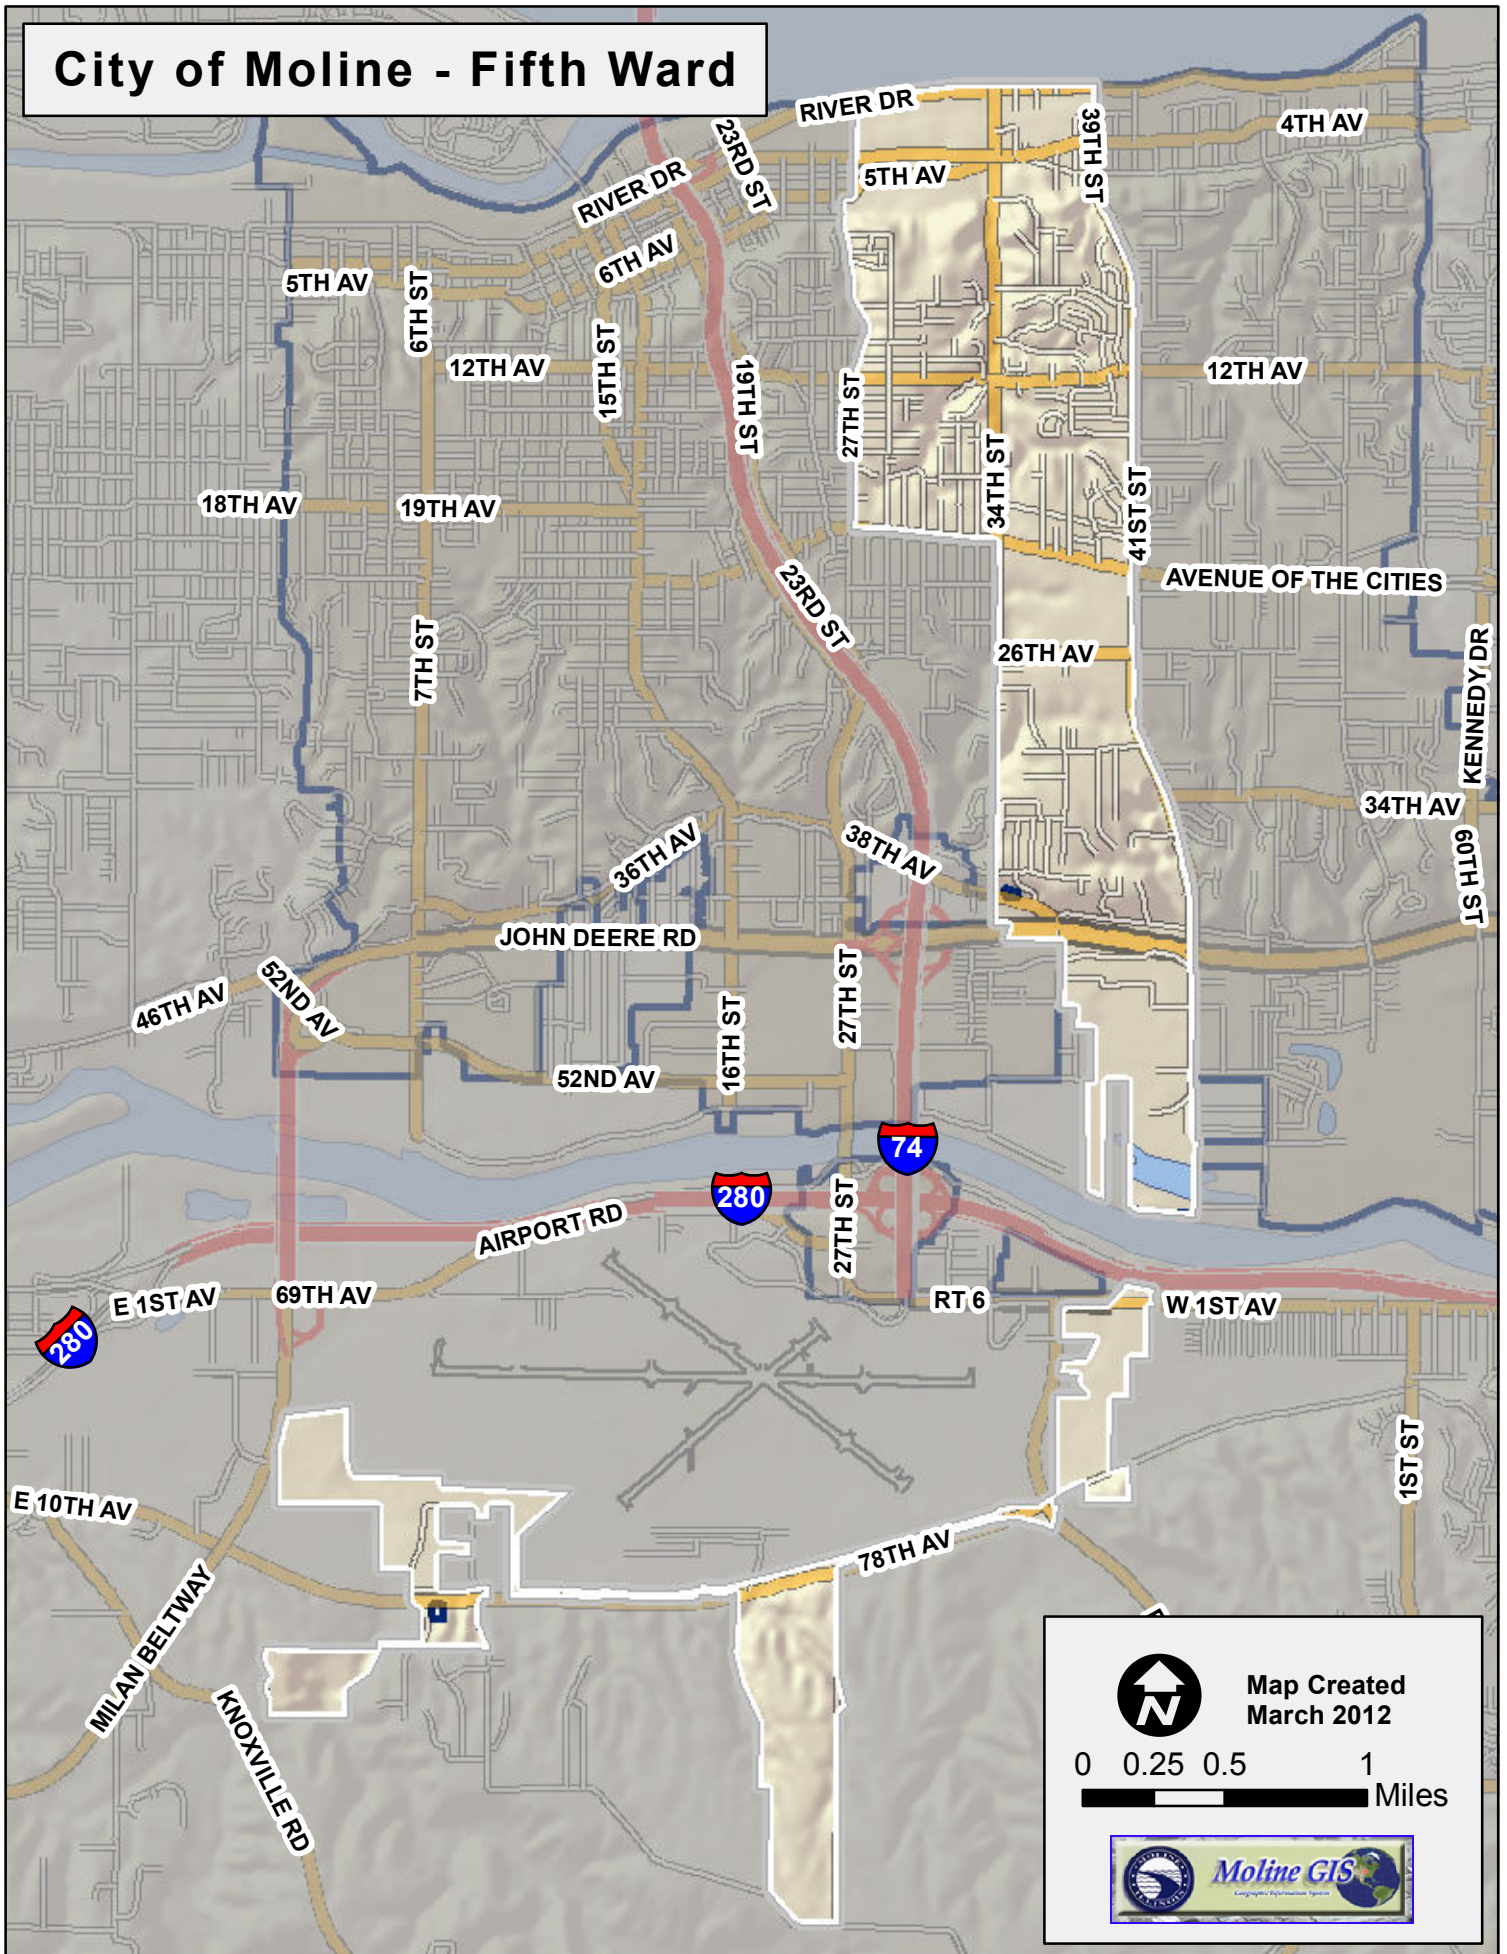 City of Moline - Fifth Ward
RIVER DR
39TH ST
4TH AV
23RD ST
5TH AV
RIVER DR
6TH AV
5TH AV
6TH ST
12TH AV
15TH ST
19TH ST
27TH ST
12TH AV
34TH ST
41ST ST
18TH AV
19TH AV
23RD ST
AVENUE OF THE CITIES
7TH ST
26TH AV
KENNEDY DR
34TH AV
36TH AV
38TH AV
60TH ST
JOHN DEERE RD
46TH AV
52ND AV
27TH ST
16TH ST
52ND AV
74
280
AIRPORT RD
27TH ST
E 1ST AV
69TH AV
RT 6
W 1ST AV
280
1ST ST
E 10TH AV
78TH AV
MILAN BELTWAY
KNOXVILLE RD
N
Map Created
March 2012
0 0.25 0.5 1
Miles
Moline GIS
Geographic Information System